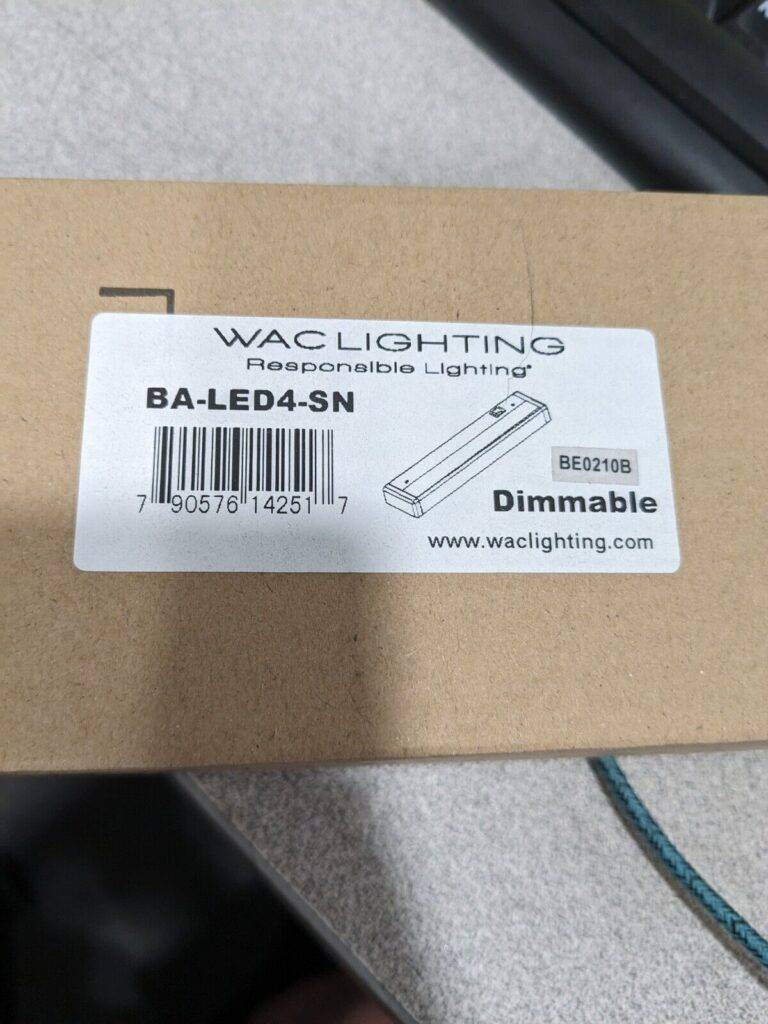 WAC LIGHTING
Responsible Lighting®
BA-LED4-SN
7 90576 14251 7
BE0210B
Dimmable
www.waclighting.com